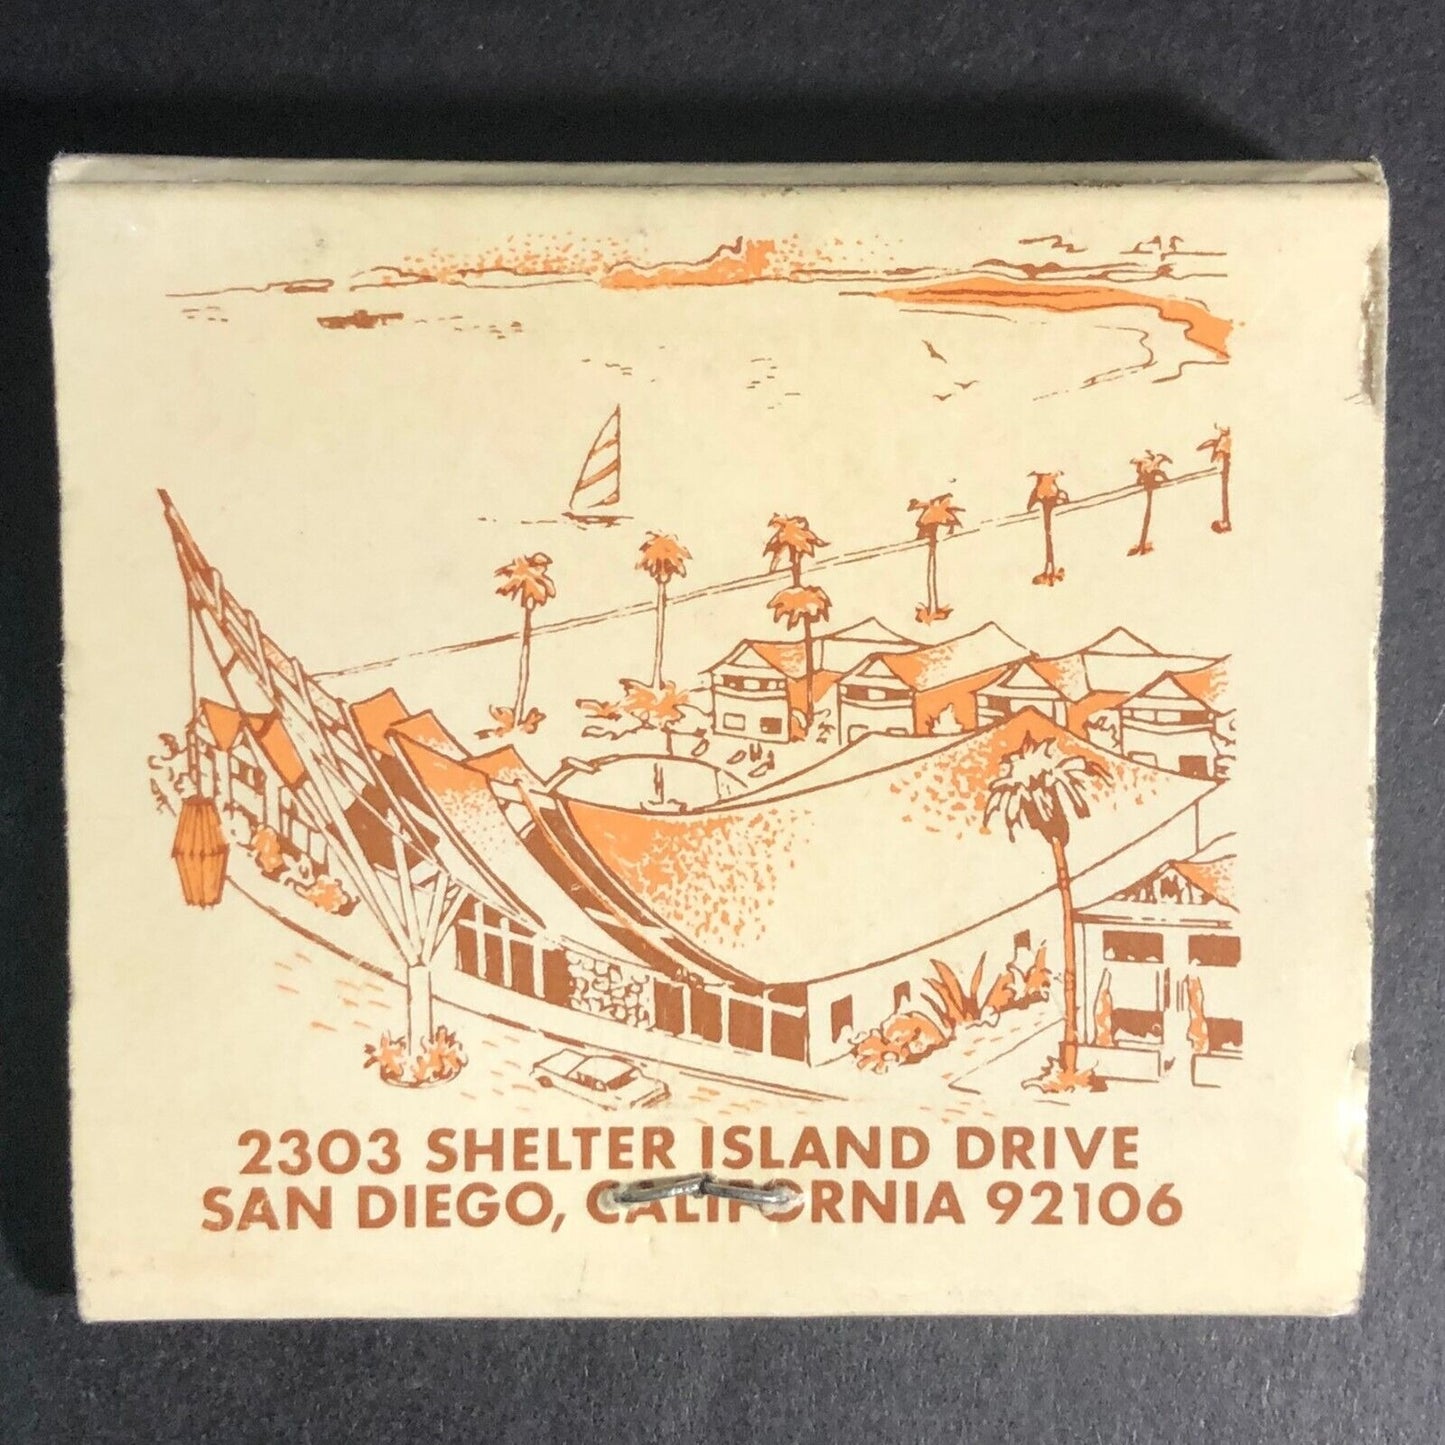 2303 SHELTER ISLAND DRIVE
SAN DIEGO, CALIFORNIA 92106